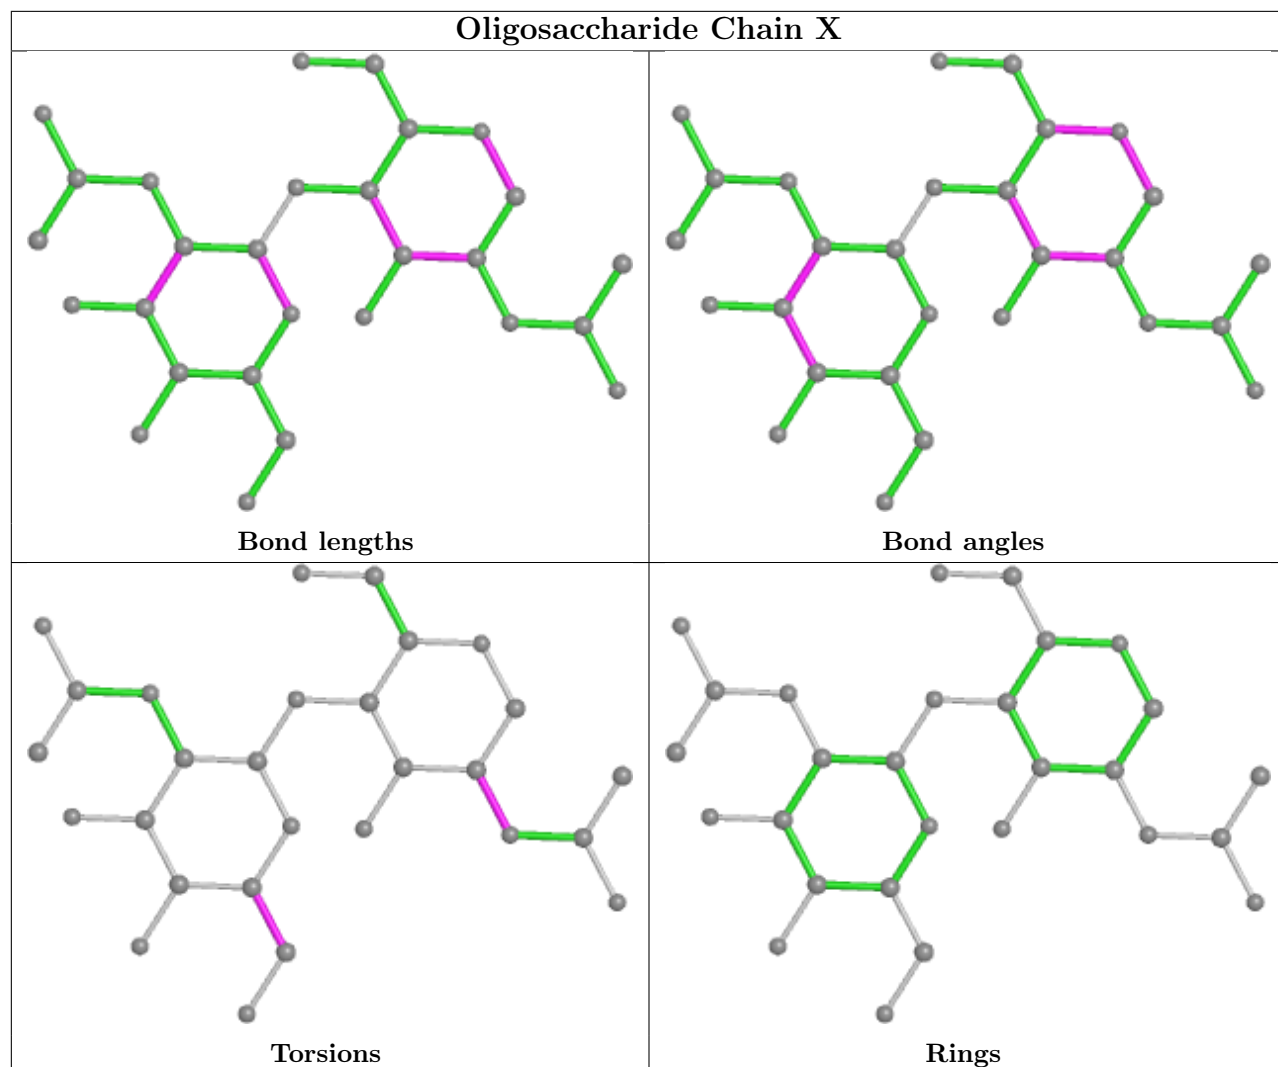 Oligosaccharide Chain X
Bond lengths
Bond angles
Torsions
Rings